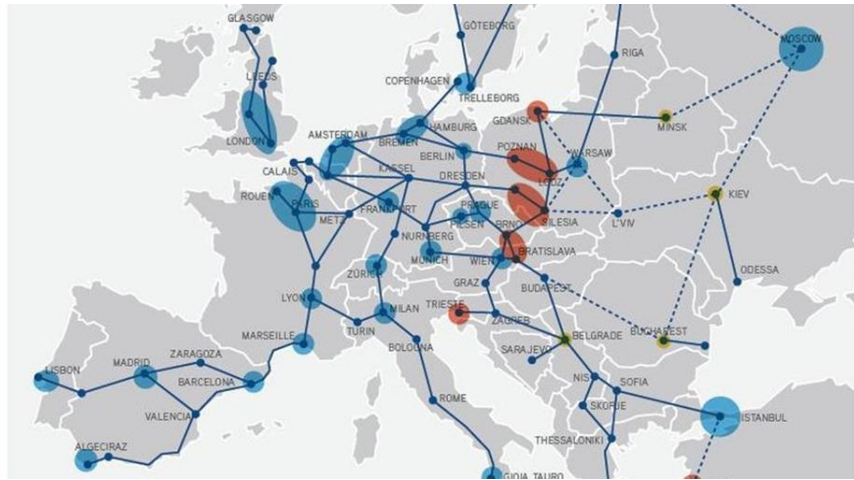 GLASGOW
GÖTEBORG
MOSCOW
RIGA
LEEDS
COPENHAGEN
TRELLEBORG
GDANSK
MINSK
LONDON
AMSTERDAM
HAMBURG
BREMEN
BERLIN
POZNAN
WARSAW
CALAIS
KASSEL
DRESDEN
LODZ
ROUEN
PARIS
METZ
FRANKFURT
PRAGUE
PILSEN
BRNO
SILESIA
L'VIV
KIEV
NURNBERG
MUNICH
WIEN
BRATISLAVA
ZÜRICH
GRAZ
BUDAPEST
ODESSA
LYON
MILAN
TRIESTE
ZAGREB
TURIN
MARSEILLE
BOLOGNA
SARAJEVO
BELGRADE
BUCHAREST
LISBON
MADRID
ZARAGOZA
BARCELONA
NIS
SOFIA
ROME
SKOPJE
VALENCIA
ISTANBUL
ALGECIRAZ
THESSALONIKI
GIOIA TAURO